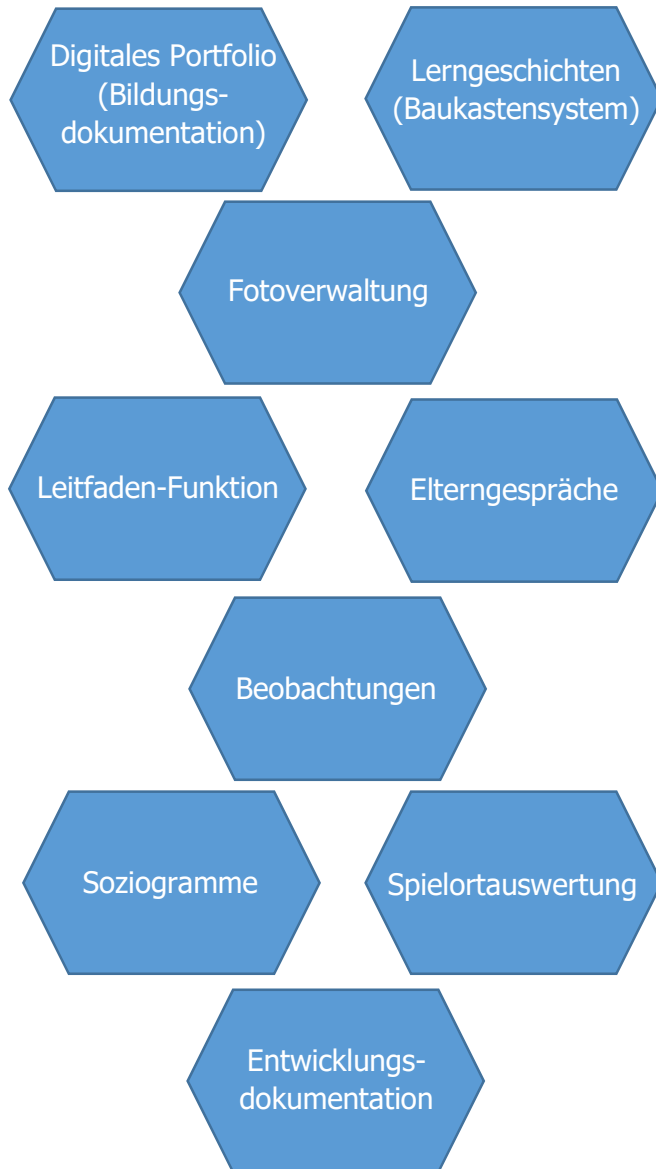 Digitales Portfolio
(Bildungs-
dokumentation)
Lerngeschichten
(Baukastensystem)
Fotoverwaltung
Leitfaden-Funktion
Elterngespräche
Beobachtungen
Soziogramme
Spielortauswertung
Entwicklungs-
dokumentation